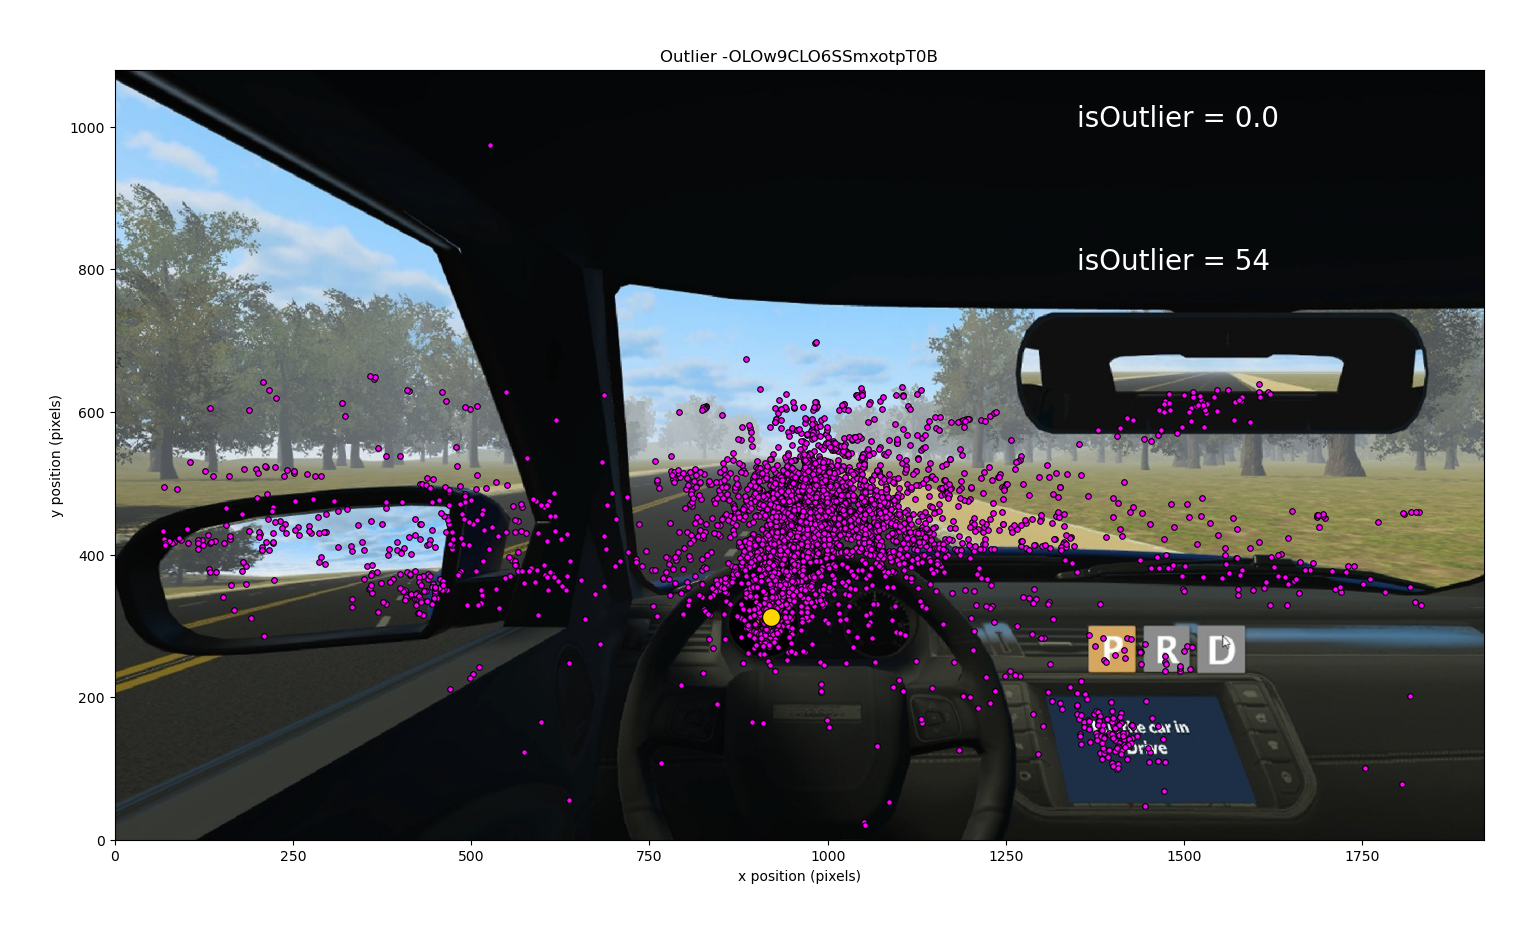 Outlier -OLOw9CLO6SSmxotpT0B
isOutlier = 0.0
isOutlier = 54
1000
800
600
400
200
0
y position (pixels)
P R D
the car in
Drive
0 250 500 750 1000 1250 1500 1750
x position (pixels)